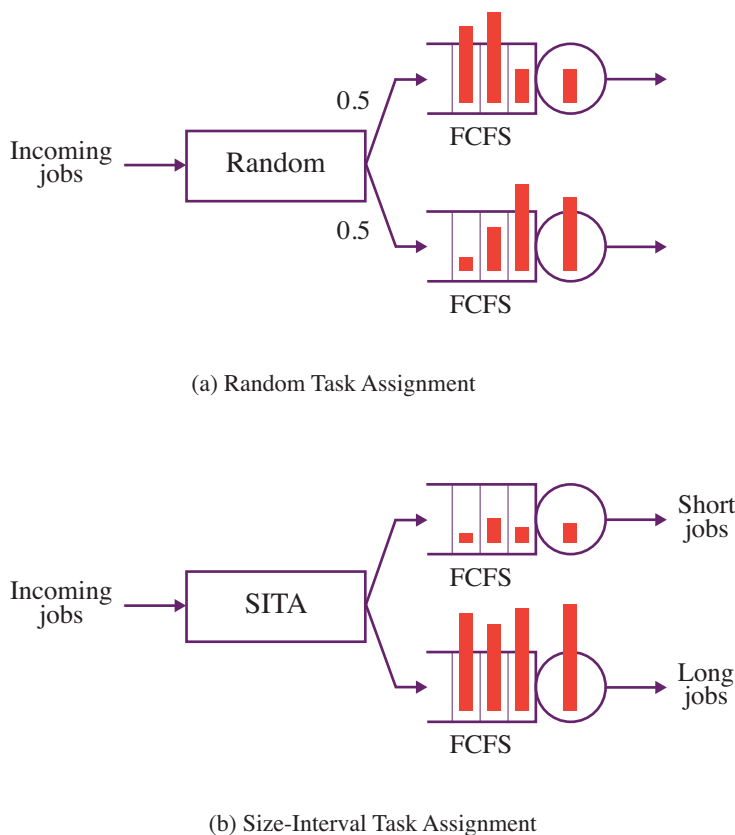 0.5
FCFS
Incoming
jobs
Random
0.5
FCFS
(a) Random Task Assignment
Short
jobs
FCFS
Incoming
jobs
SITA
Long
jobs
FCFS
(b) Size-Interval Task Assignment